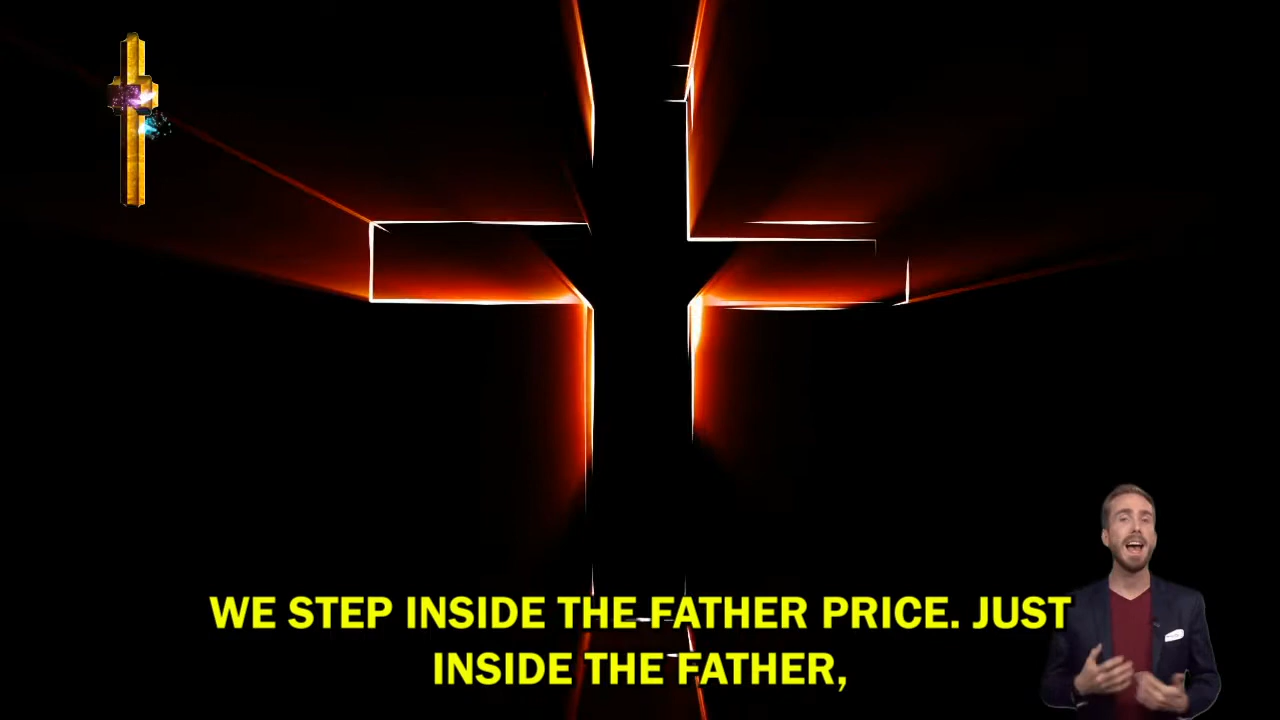 WE STEP INSIDE THE FATHER PRICE. JUST
INSIDE THE FATHER,